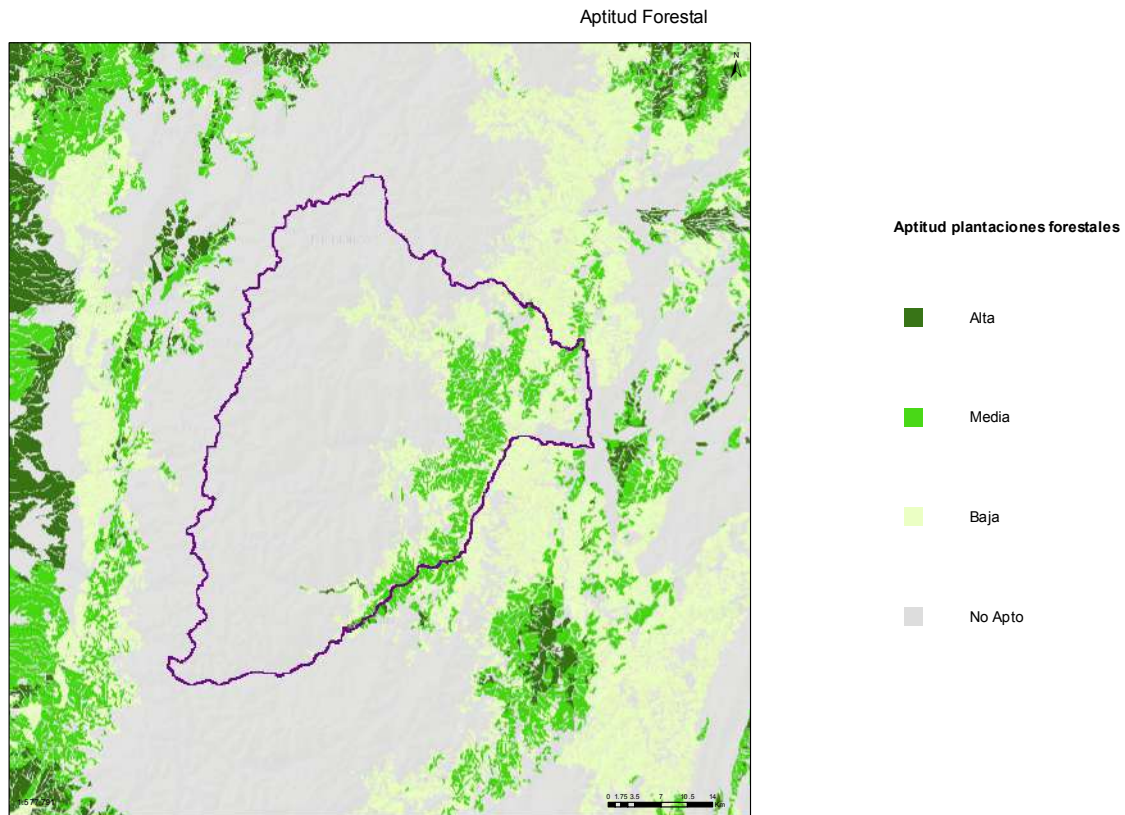 Aptitud Forestal
N
Aptitud plantaciones forestales
Alta
Media
Baja
No Apto
0 1.75 3.5 7 10.5 14
Km